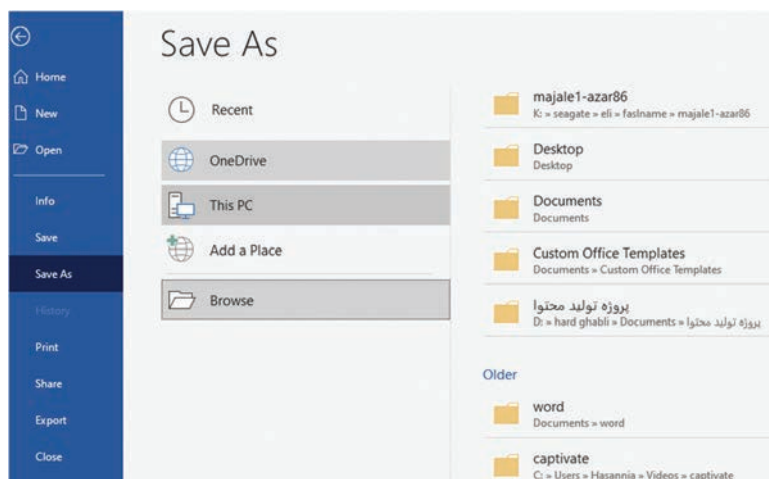 Save As
Home
New
Open
Info
Save
Save As
History
Print
Share
Export
Close
Recent
OneDrive
This PC
Add a Place
Browse
majale1-azar86
K: » seagate » eli » faslname » majale1-azar86
Desktop
Desktop
Documents
Documents
Custom Office Templates
Documents » Custom Office Templates
پروژه تولید محتوا
D: » hard ghabli » Documents » پروژه تولید محتوا
Older
word
Documents » word
captivate
C: » Users » Hasannia » Videos » captivate